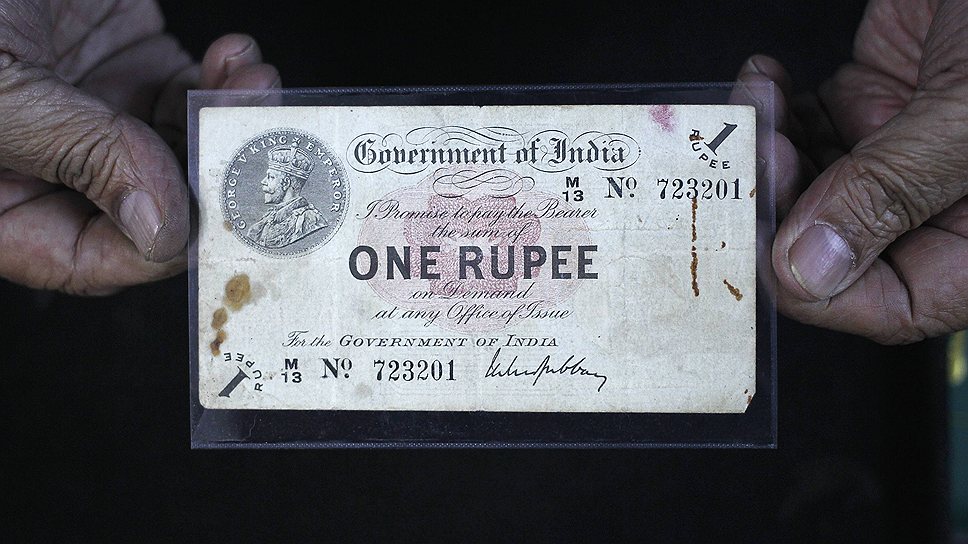 GEORGE V KING EMPEROR
Government of India
1 RUPEE
M 13 No 723201
I Promise to pay the Bearer
the sum of
ONE RUPEE
on Demand
at any Office of Issue
For the GOVERNMENT OF INDIA
1 RUPEE
M 13 No 723201